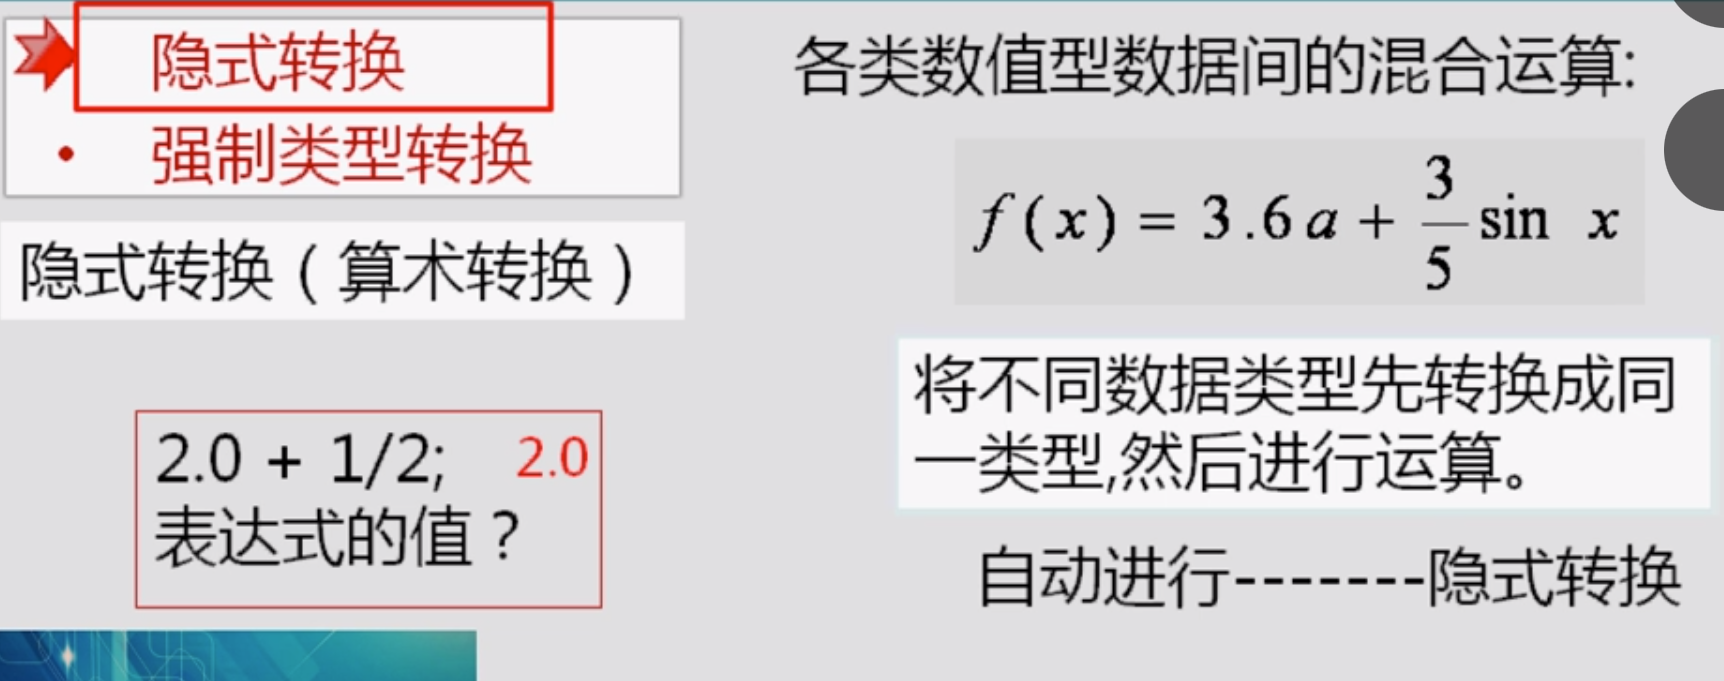 隐式转换
• 强制类型转换
隐式转换（算术转换）
2.0 + 1/2; 2.0
表达式的值？
各类数值型数据间的混合运算:
f(x) = 3.6a + 3/5 sin x
将不同数据类型先转换成同
一类型,然后进行运算。
自动进行-------隐式转换